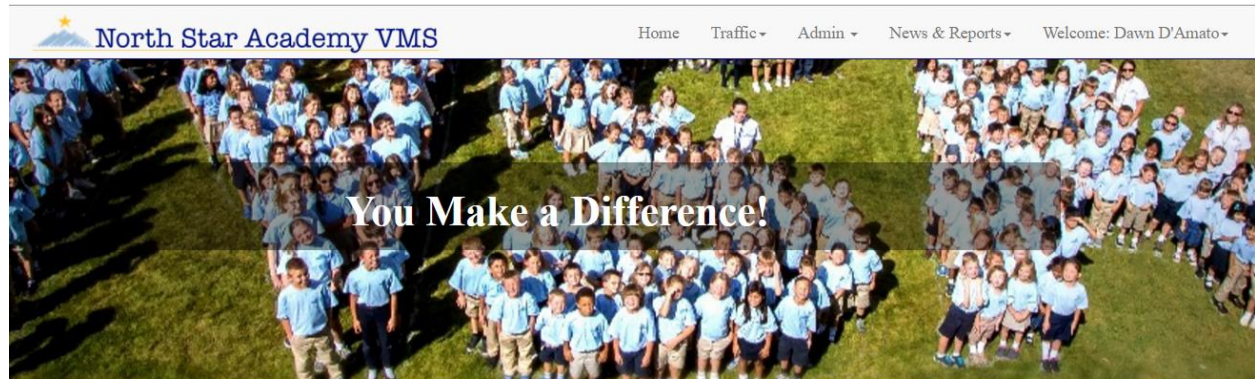 North Star Academy VMS
Home Traffic Admin News & Reports Welcome: Dawn D'Amato
You Make a Difference!